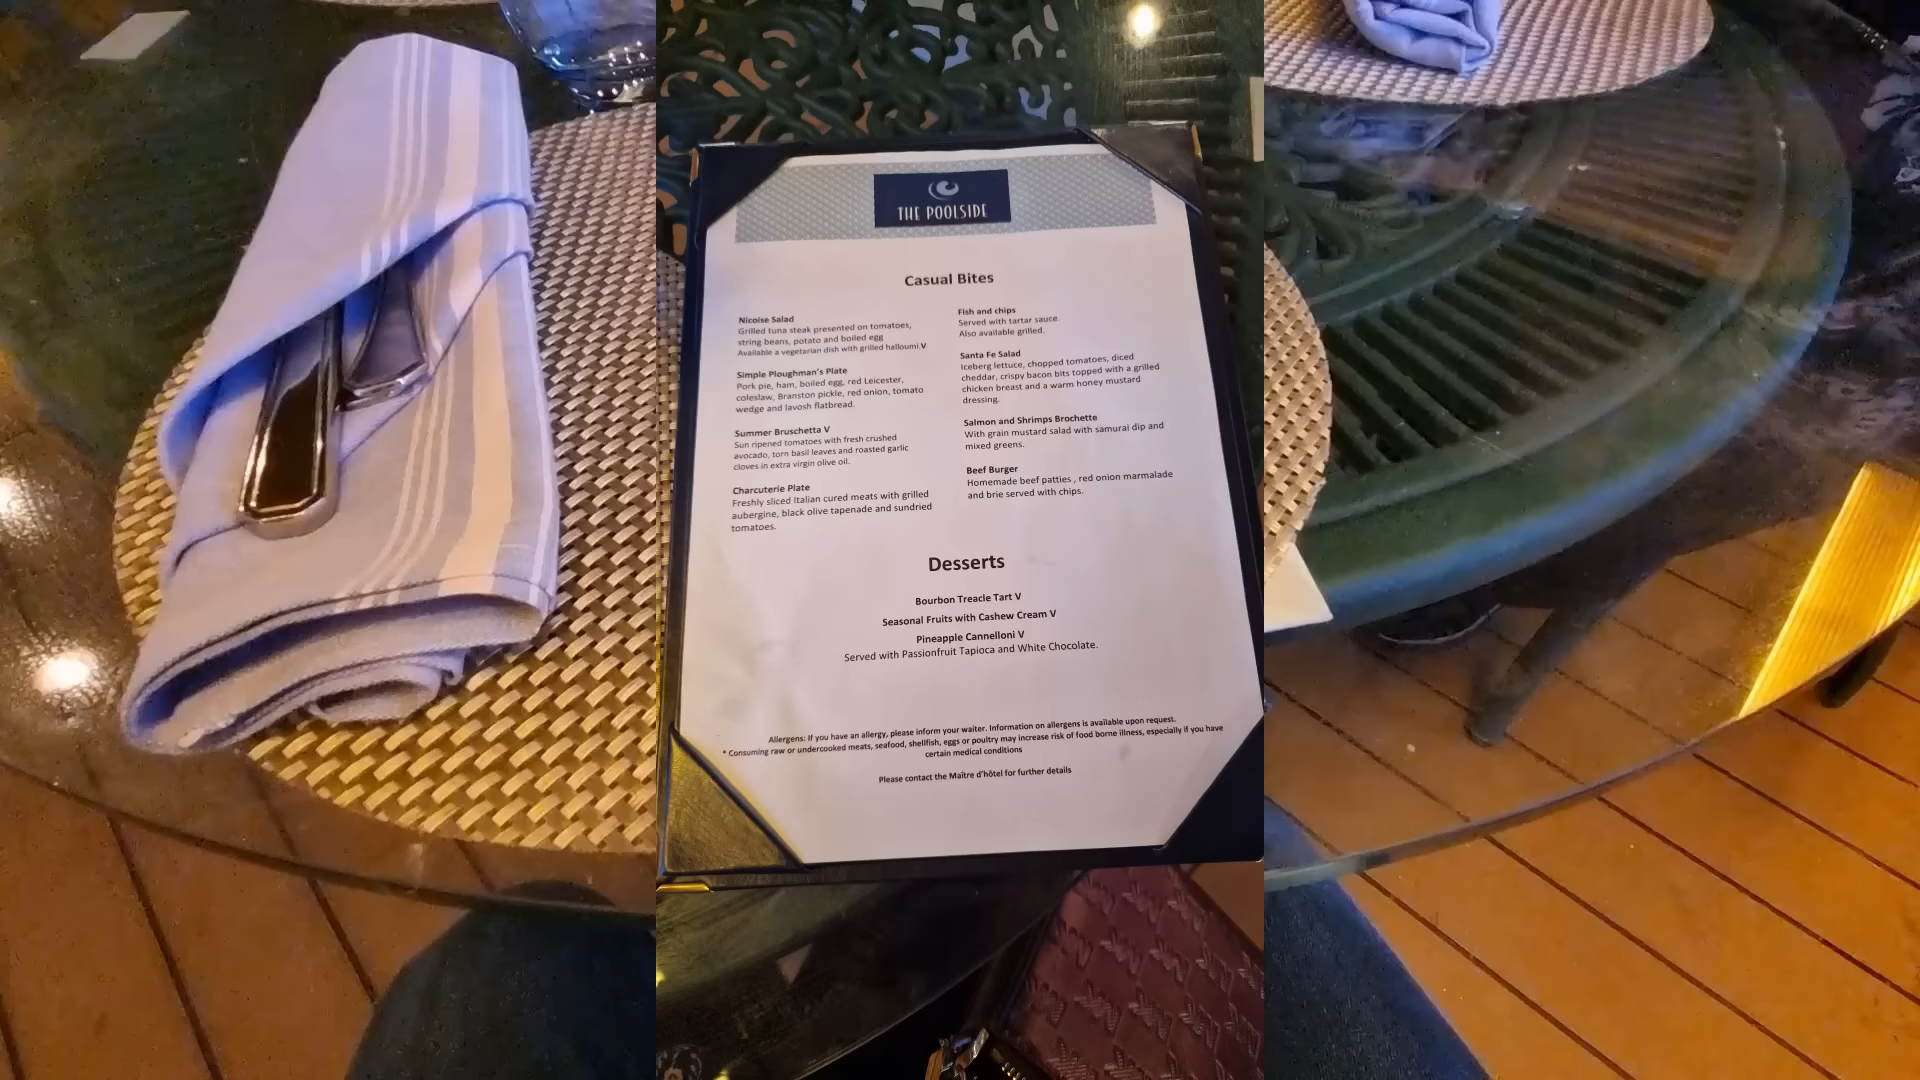 THE POOLSIDE
Casual Bites
Nicoise Salad
Grilled tuna steak presented on tomatoes,
string beans, potato and boiled egg
Available a vegetarian dish with grilled halloumi.V
Simple Ploughman's Plate
Pork pie, ham, boiled egg, red Leicester,
coleslaw, Branston pickle, red onion, tomato
wedge and lavosh flatbread.
Summer Bruschetta V
Sun ripened tomatoes with fresh crushed
avocado, torn basil leaves and roasted garlic
cloves in extra virgin olive oil.
Charcuterie Plate
Freshly sliced Italian cured meats with grilled
aubergine, black olive tapenade and sundried
tomatoes.
Fish and chips
Served with tartar sauce.
Also available grilled.
Santa Fe Salad
Iceberg lettuce, chopped tomatoes, diced
cheddar, crispy bacon bits topped with a grilled
chicken breast and a warm honey mustard
dressing.
Salmon and Shrimps Brochette
With grain mustard salad with samurai dip and
mixed greens.
Beef Burger
Homemade beef patties , red onion marmalade
and brie served with chips.
Desserts
Bourbon Treacle Tart V
Seasonal Fruits with Cashew Cream V
Pineapple Cannelloni V
Served with Passionfruit Tapioca and White Chocolate.
Allergens: If you have an allergy, please inform your waiter. Information on allergens is available upon request.
* Consuming raw or undercooked meats, seafood, shellfish, eggs or poultry may increase risk of food borne illness, especially if you have
certain medical conditions
Please contact the Maître d'hôtel for further details